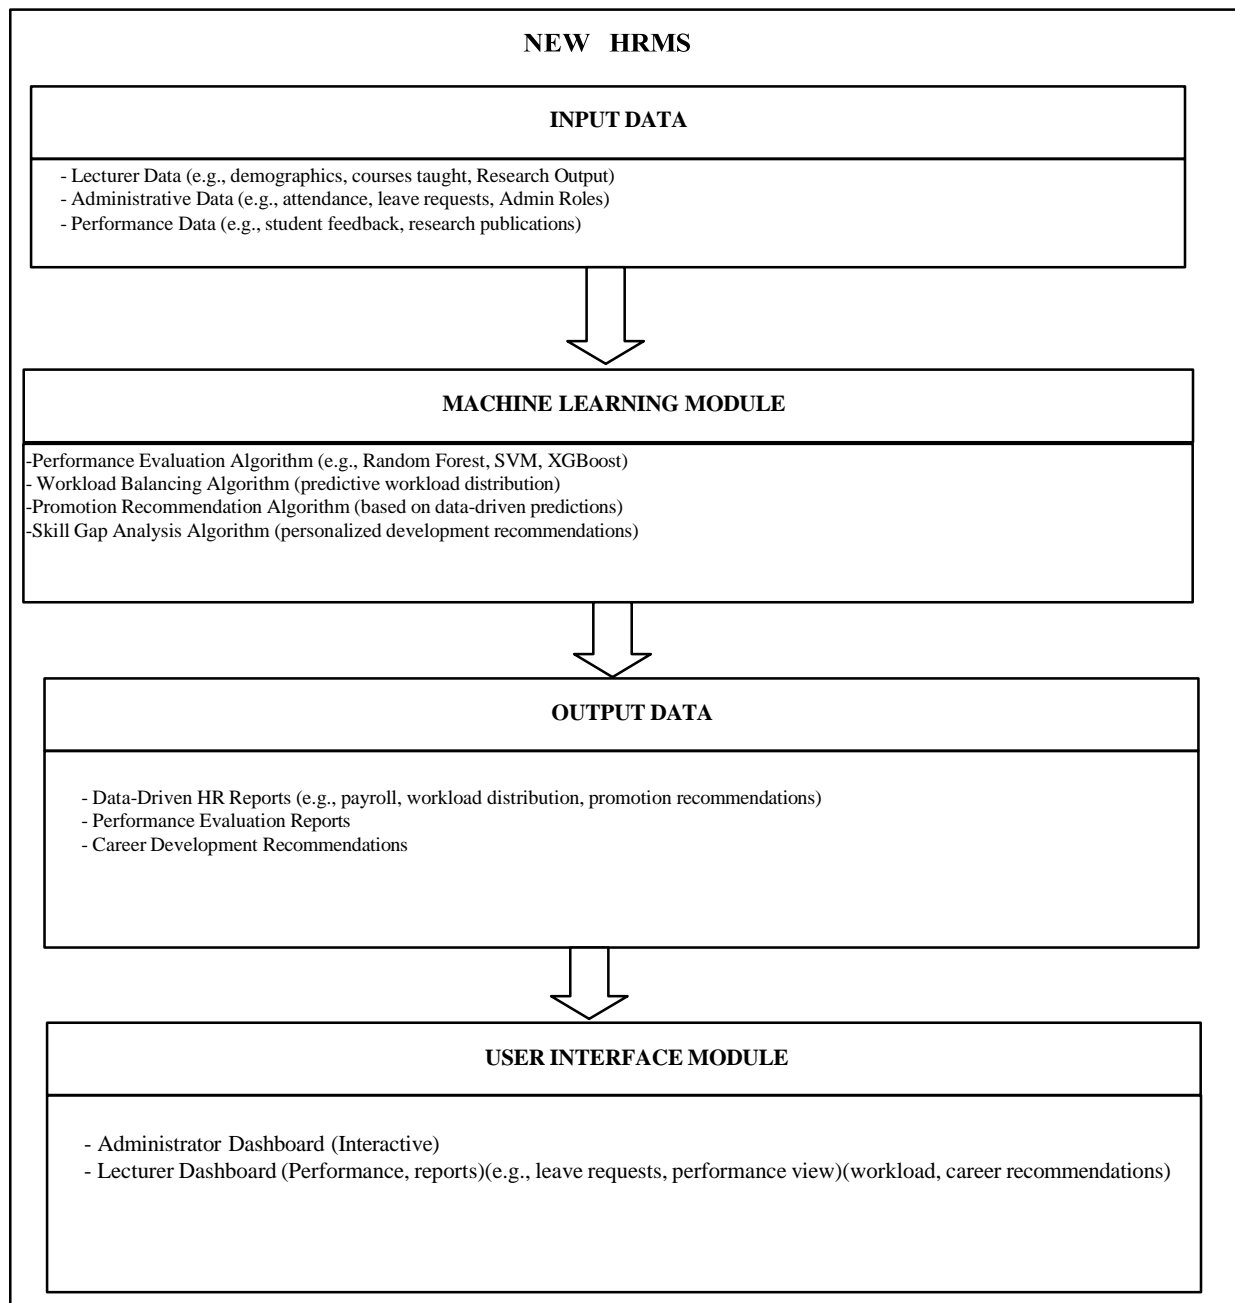 NEW HRMS
INPUT DATA
- Lecturer Data (e.g., demographics, courses taught, Research Output)
- Administrative Data (e.g., attendance, leave requests, Admin Roles)
- Performance Data (e.g., student feedback, research publications)
MACHINE LEARNING MODULE
-Performance Evaluation Algorithm (e.g., Random Forest, SVM, XGBoost)
- Workload Balancing Algorithm (predictive workload distribution)
-Promotion Recommendation Algorithm (based on data-driven predictions)
-Skill Gap Analysis Algorithm (personalized development recommendations)
OUTPUT DATA
- Data-Driven HR Reports (e.g., payroll, workload distribution, promotion recommendations)
- Performance Evaluation Reports
- Career Development Recommendations
USER INTERFACE MODULE
- Administrator Dashboard (Interactive)
- Lecturer Dashboard (Performance, reports)(e.g., leave requests, performance view)(workload, career recommendations)